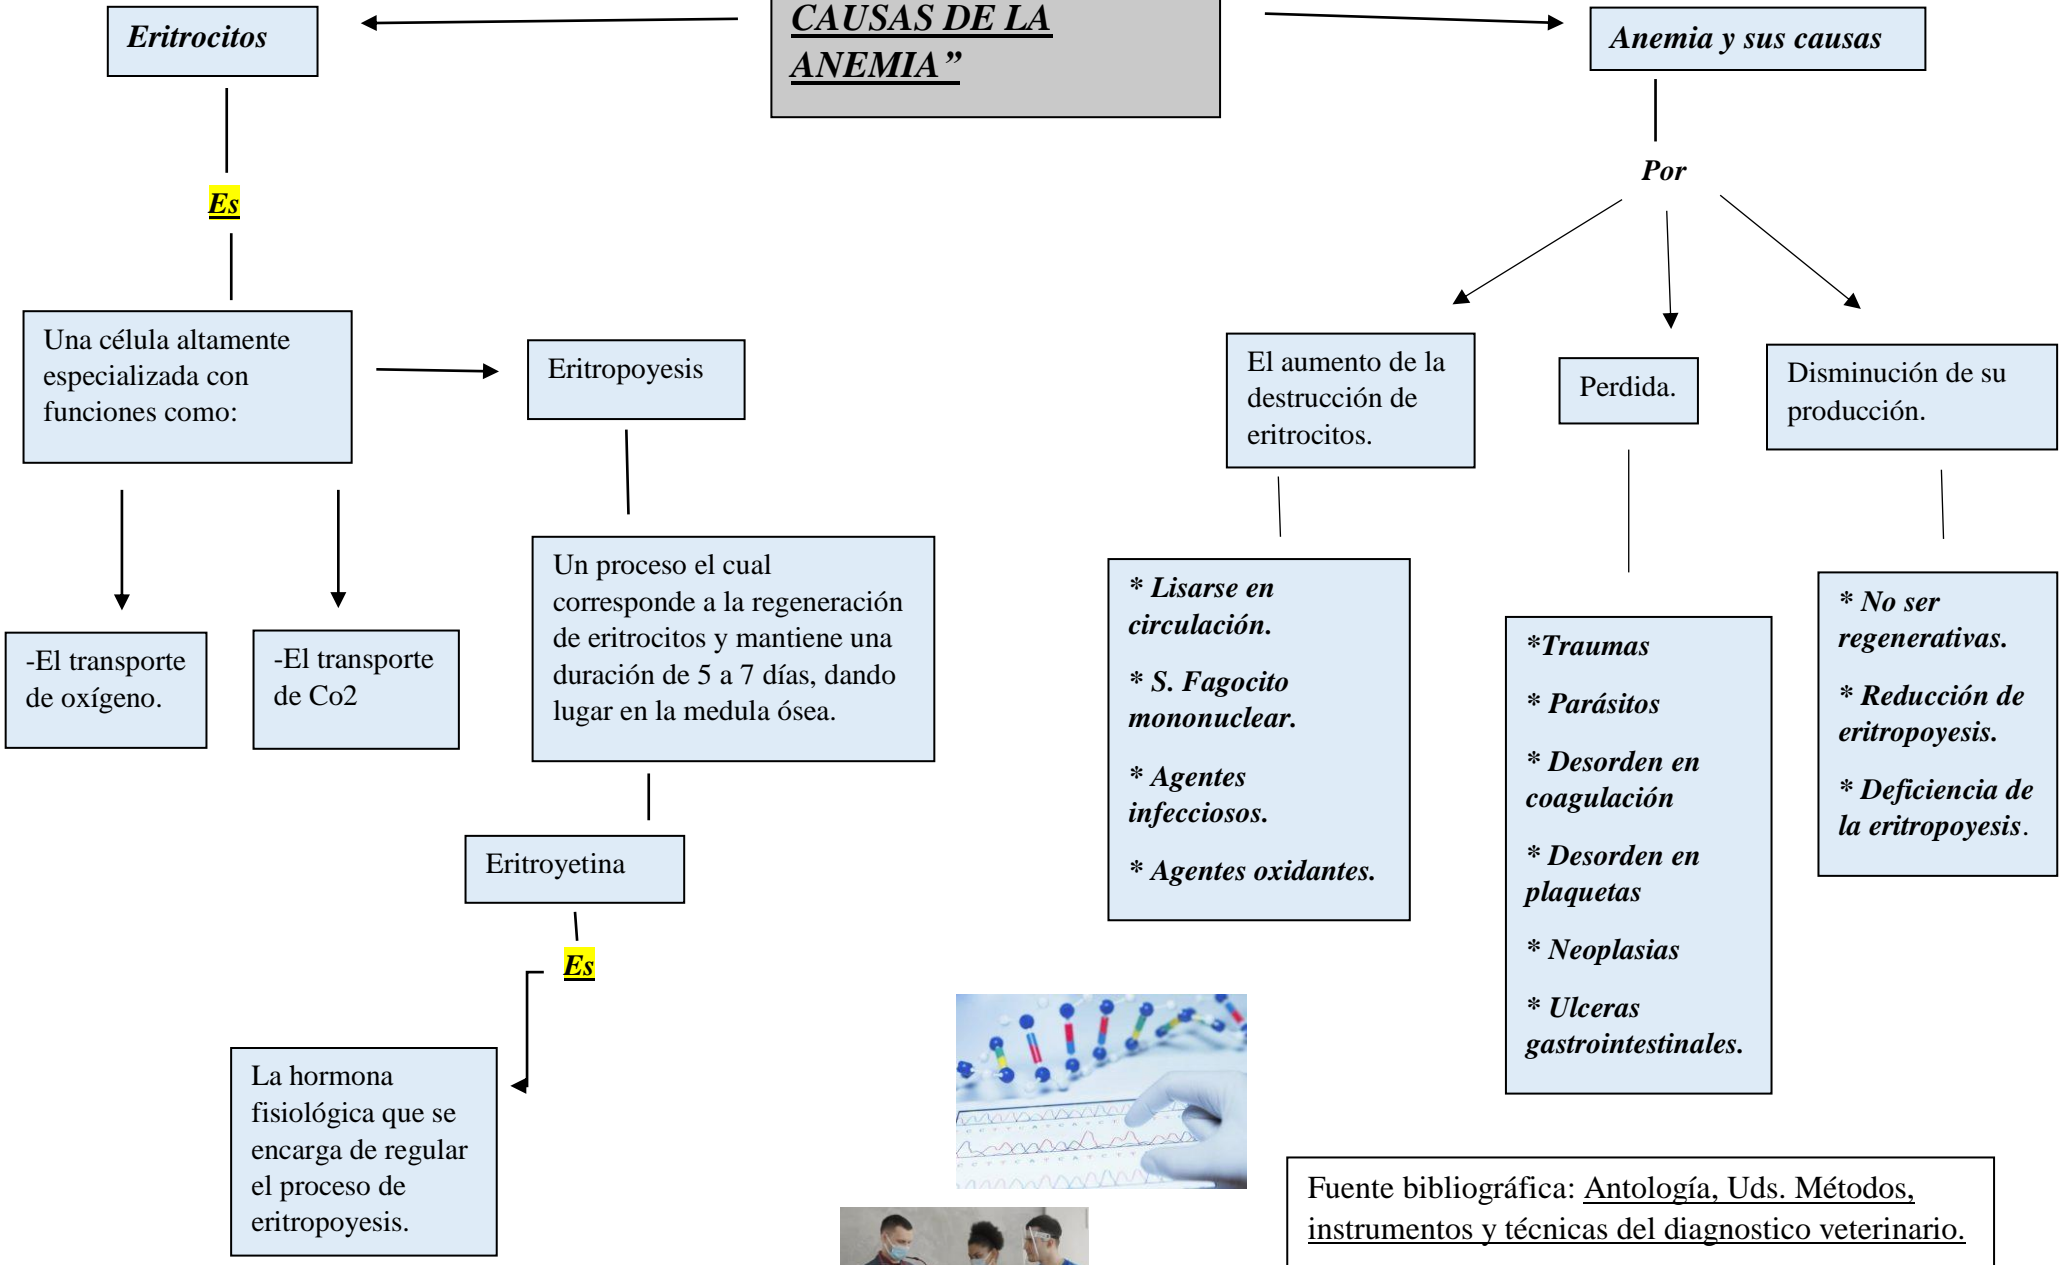 CAUSAS DE LA
ANEMIA”
Eritrocitos
Es
Una célula altamente
especializada con
funciones como:
-El transporte
de oxígeno.
-El transporte
de Co2
Eritropoyesis
Un proceso el cual
corresponde a la regeneración
de eritrocitos y mantiene una
duración de 5 a 7 días, dando
lugar en la medula ósea.
Eritroyetina
Es
La hormona
fisiológica que se
encarga de regular
el proceso de
eritropoyesis.
Anemia y sus causas
Por
El aumento de la
destrucción de
eritrocitos.
* Lisarse en
circulación.
* S. Fagocito
mononuclear.
* Agentes
infecciosos.
* Agentes oxidantes.
Perdida.
*Traumas
* Parásitos
* Desorden en
coagulación
* Desorden en
plaquetas
* Neoplasias
* Ulceras
gastrointestinales.
Disminución de su
producción.
* No ser
regenerativas.
* Reducción de
eritropoyesis.
* Deficiencia de
la eritropoyesis.
Fuente bibliográfica: Antología, Uds. Métodos,
instrumentos y técnicas del diagnostico veterinario.